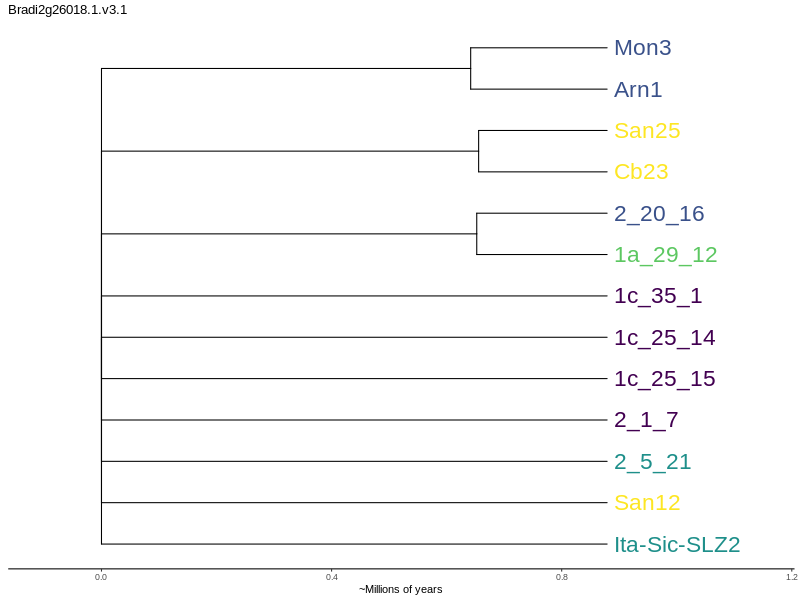 Bradi2g26018.1.v3.1
Mon3
Arn1
San25
Cb23
2_20_16
1a_29_12
1c_35_1
1c_25_14
1c_25_15
2_1_7
2_5_21
San12
Ita-Sic-SLZ2
0.0 0.4 0.8 1.2
~Millions of years